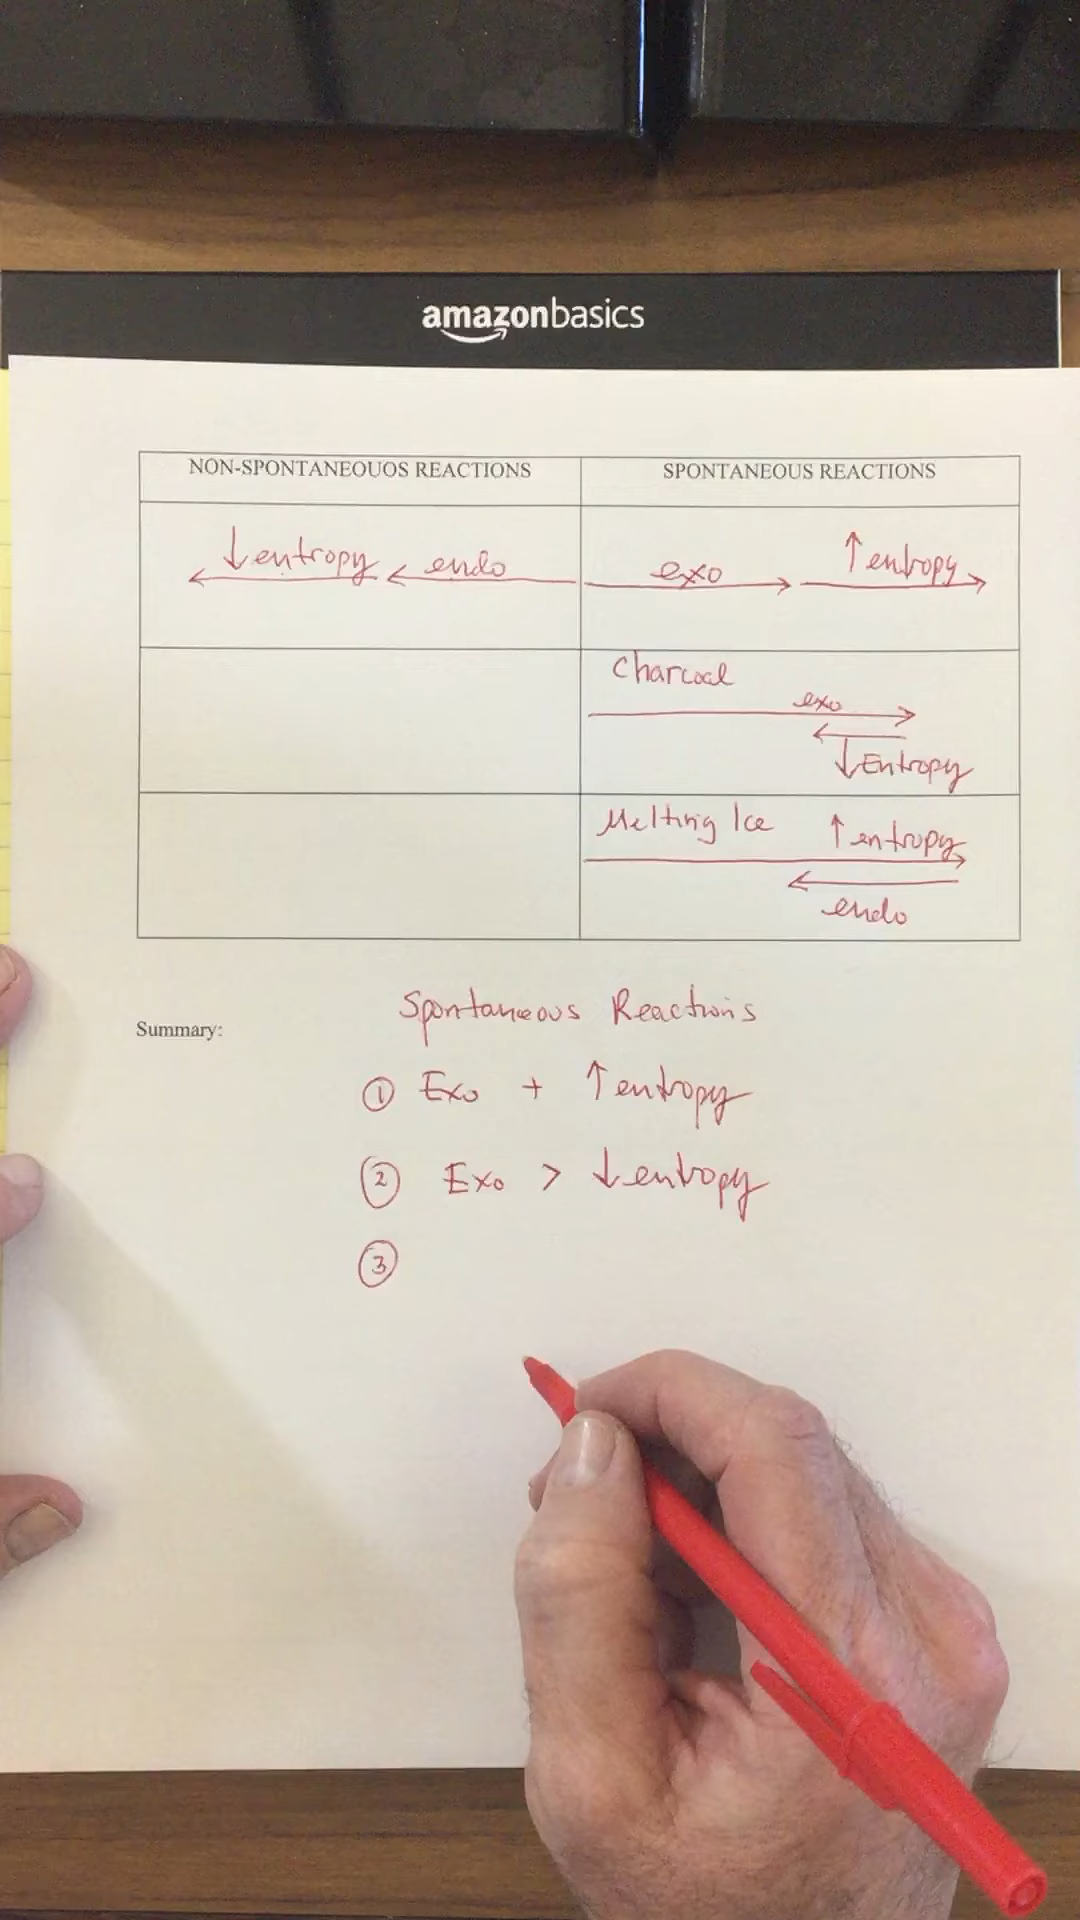 amazonbasics
NON-SPONTANEOUOS REACTIONS
SPONTANEOUS REACTIONS
↓ entropy ← endo
exo → ↑ entropy →
Charcoal
exo
↓ Entropy
Melting Ice ↑ entropy
endo
Spontaneous Reactions
Summary:
① Exo + ↑ entropy
② Exo > ↓ entropy
③